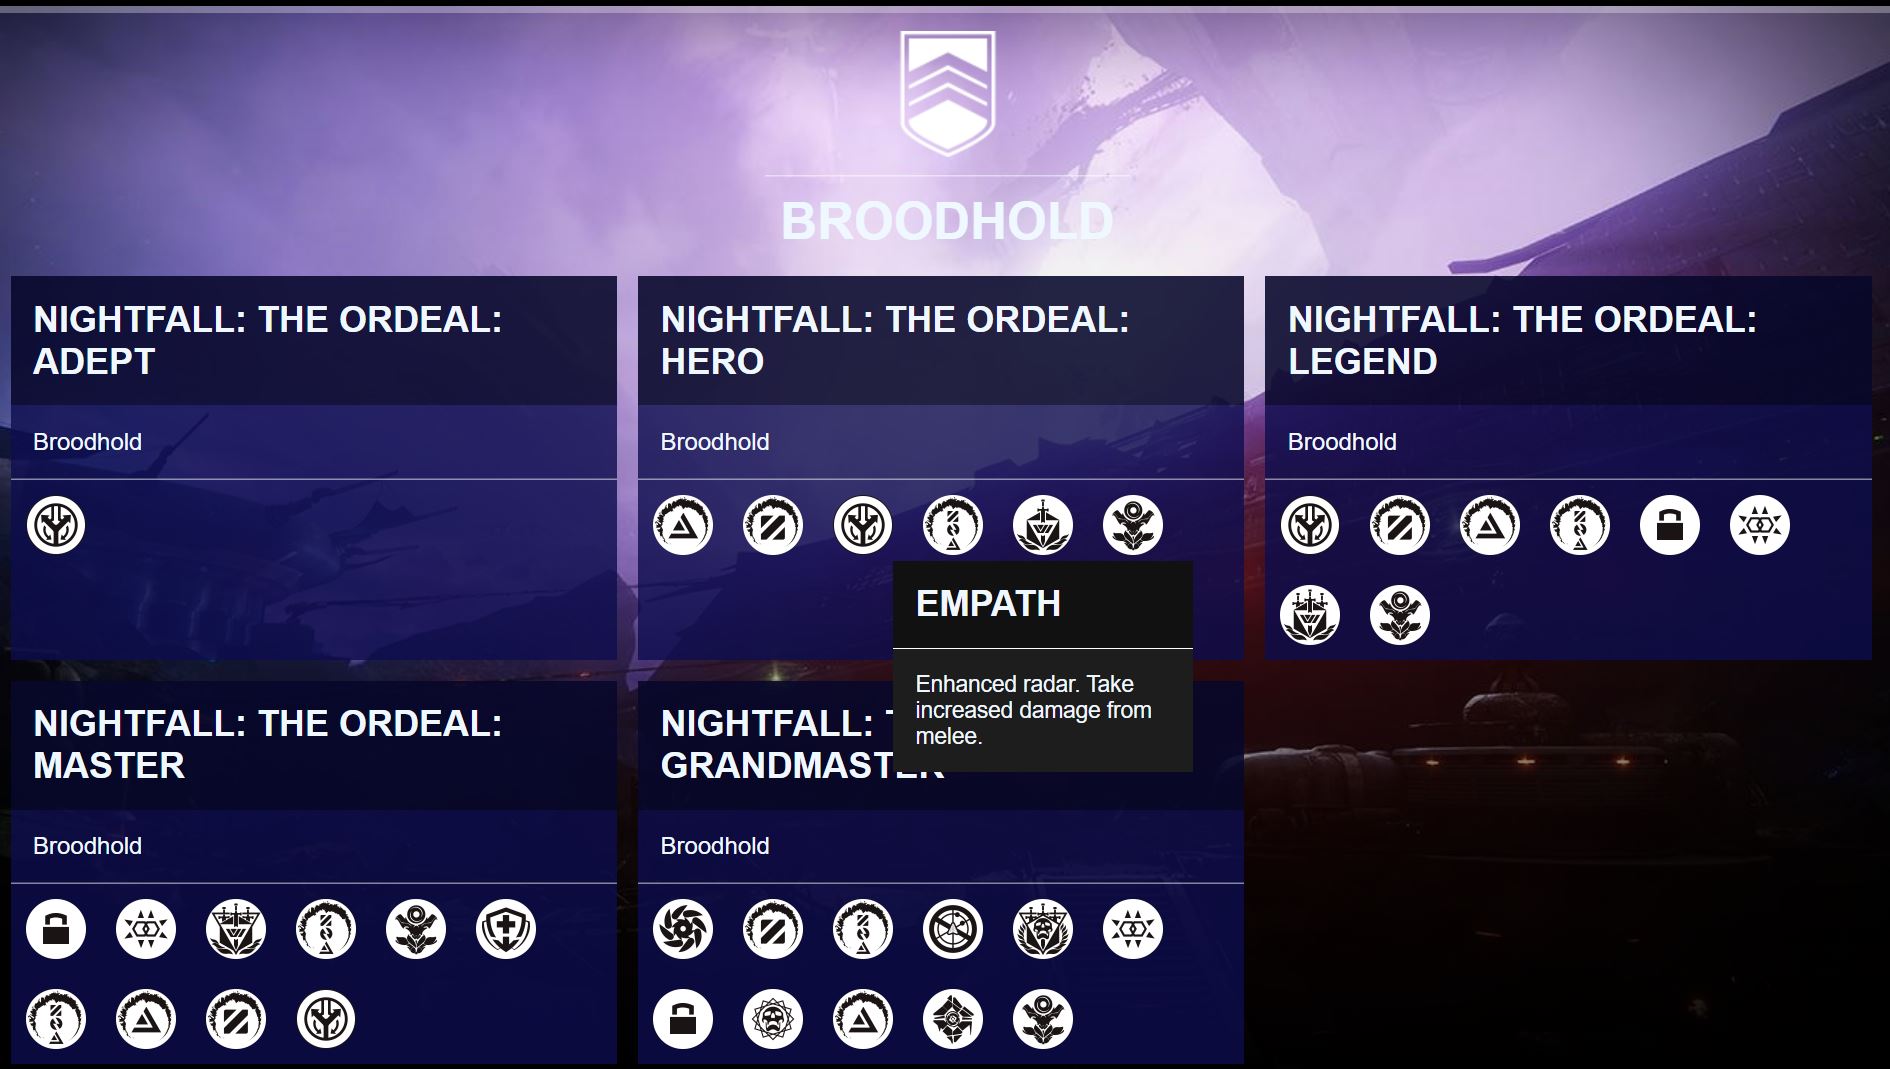 BROODHOLD
NIGHTFALL: THE ORDEAL:
ADEPT
Broodhold
NIGHTFALL: THE ORDEAL:
HERO
Broodhold
EMPATH
Enhanced radar. Take
increased damage from
melee.
NIGHTFALL: THE ORDEAL:
LEGEND
Broodhold
NIGHTFALL: THE ORDEAL:
MASTER
Broodhold
NIGHTFALL:
GRANDMASTER
Broodhold